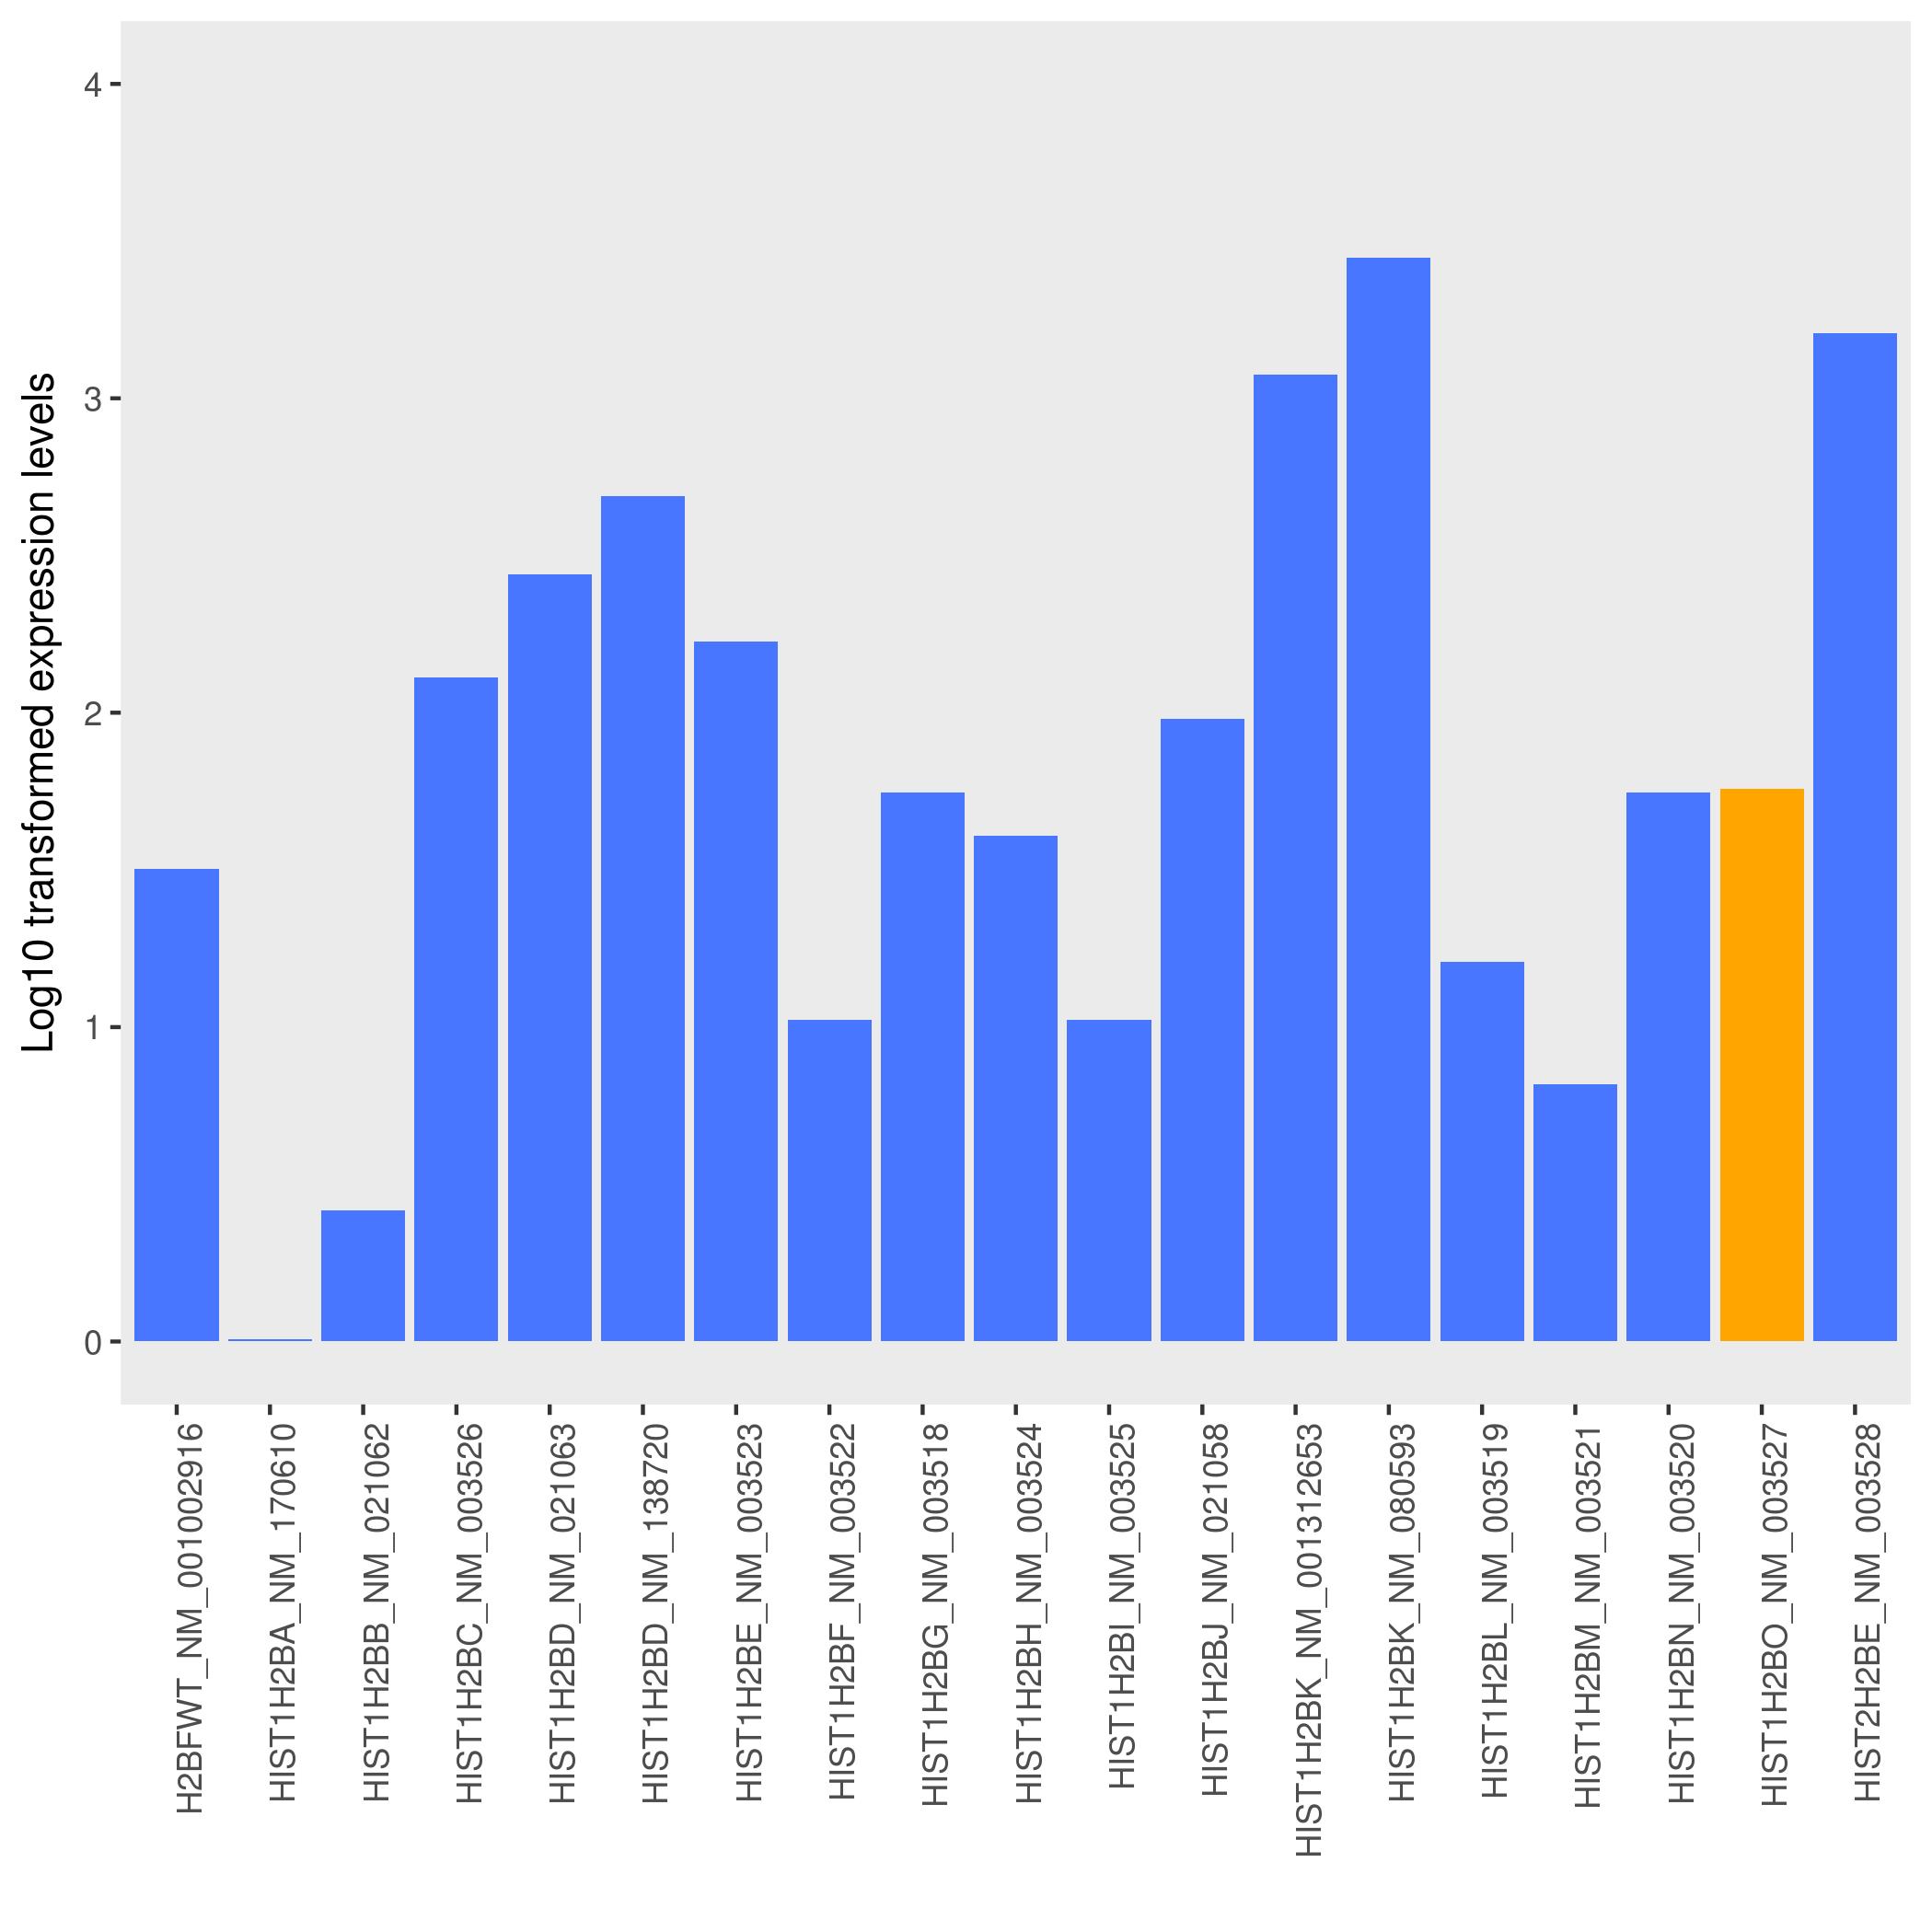 Log10 transformed expression levels
4
3
2
1
0
H2BFWT_NM_001002916
HIST1H2BA_NM_170610
HIST1H2BB_NM_021062
HIST1H2BC_NM_003526
HIST1H2BD_NM_021063
HIST1H2BD_NM_138720
HIST1H2BE_NM_003523
HIST1H2BF_NM_003522
HIST1H2BG_NM_003518
HIST1H2BH_NM_003524
HIST1H2BI_NM_003525
HIST1H2BJ_NM_021058
HIST1H2BK_NM_001312653
HIST1H2BK_NM_080593
HIST1H2BL_NM_003519
HIST1H2BM_NM_003521
HIST1H2BN_NM_003520
HIST1H2BO_NM_003527
HIST2H2BE_NM_003528